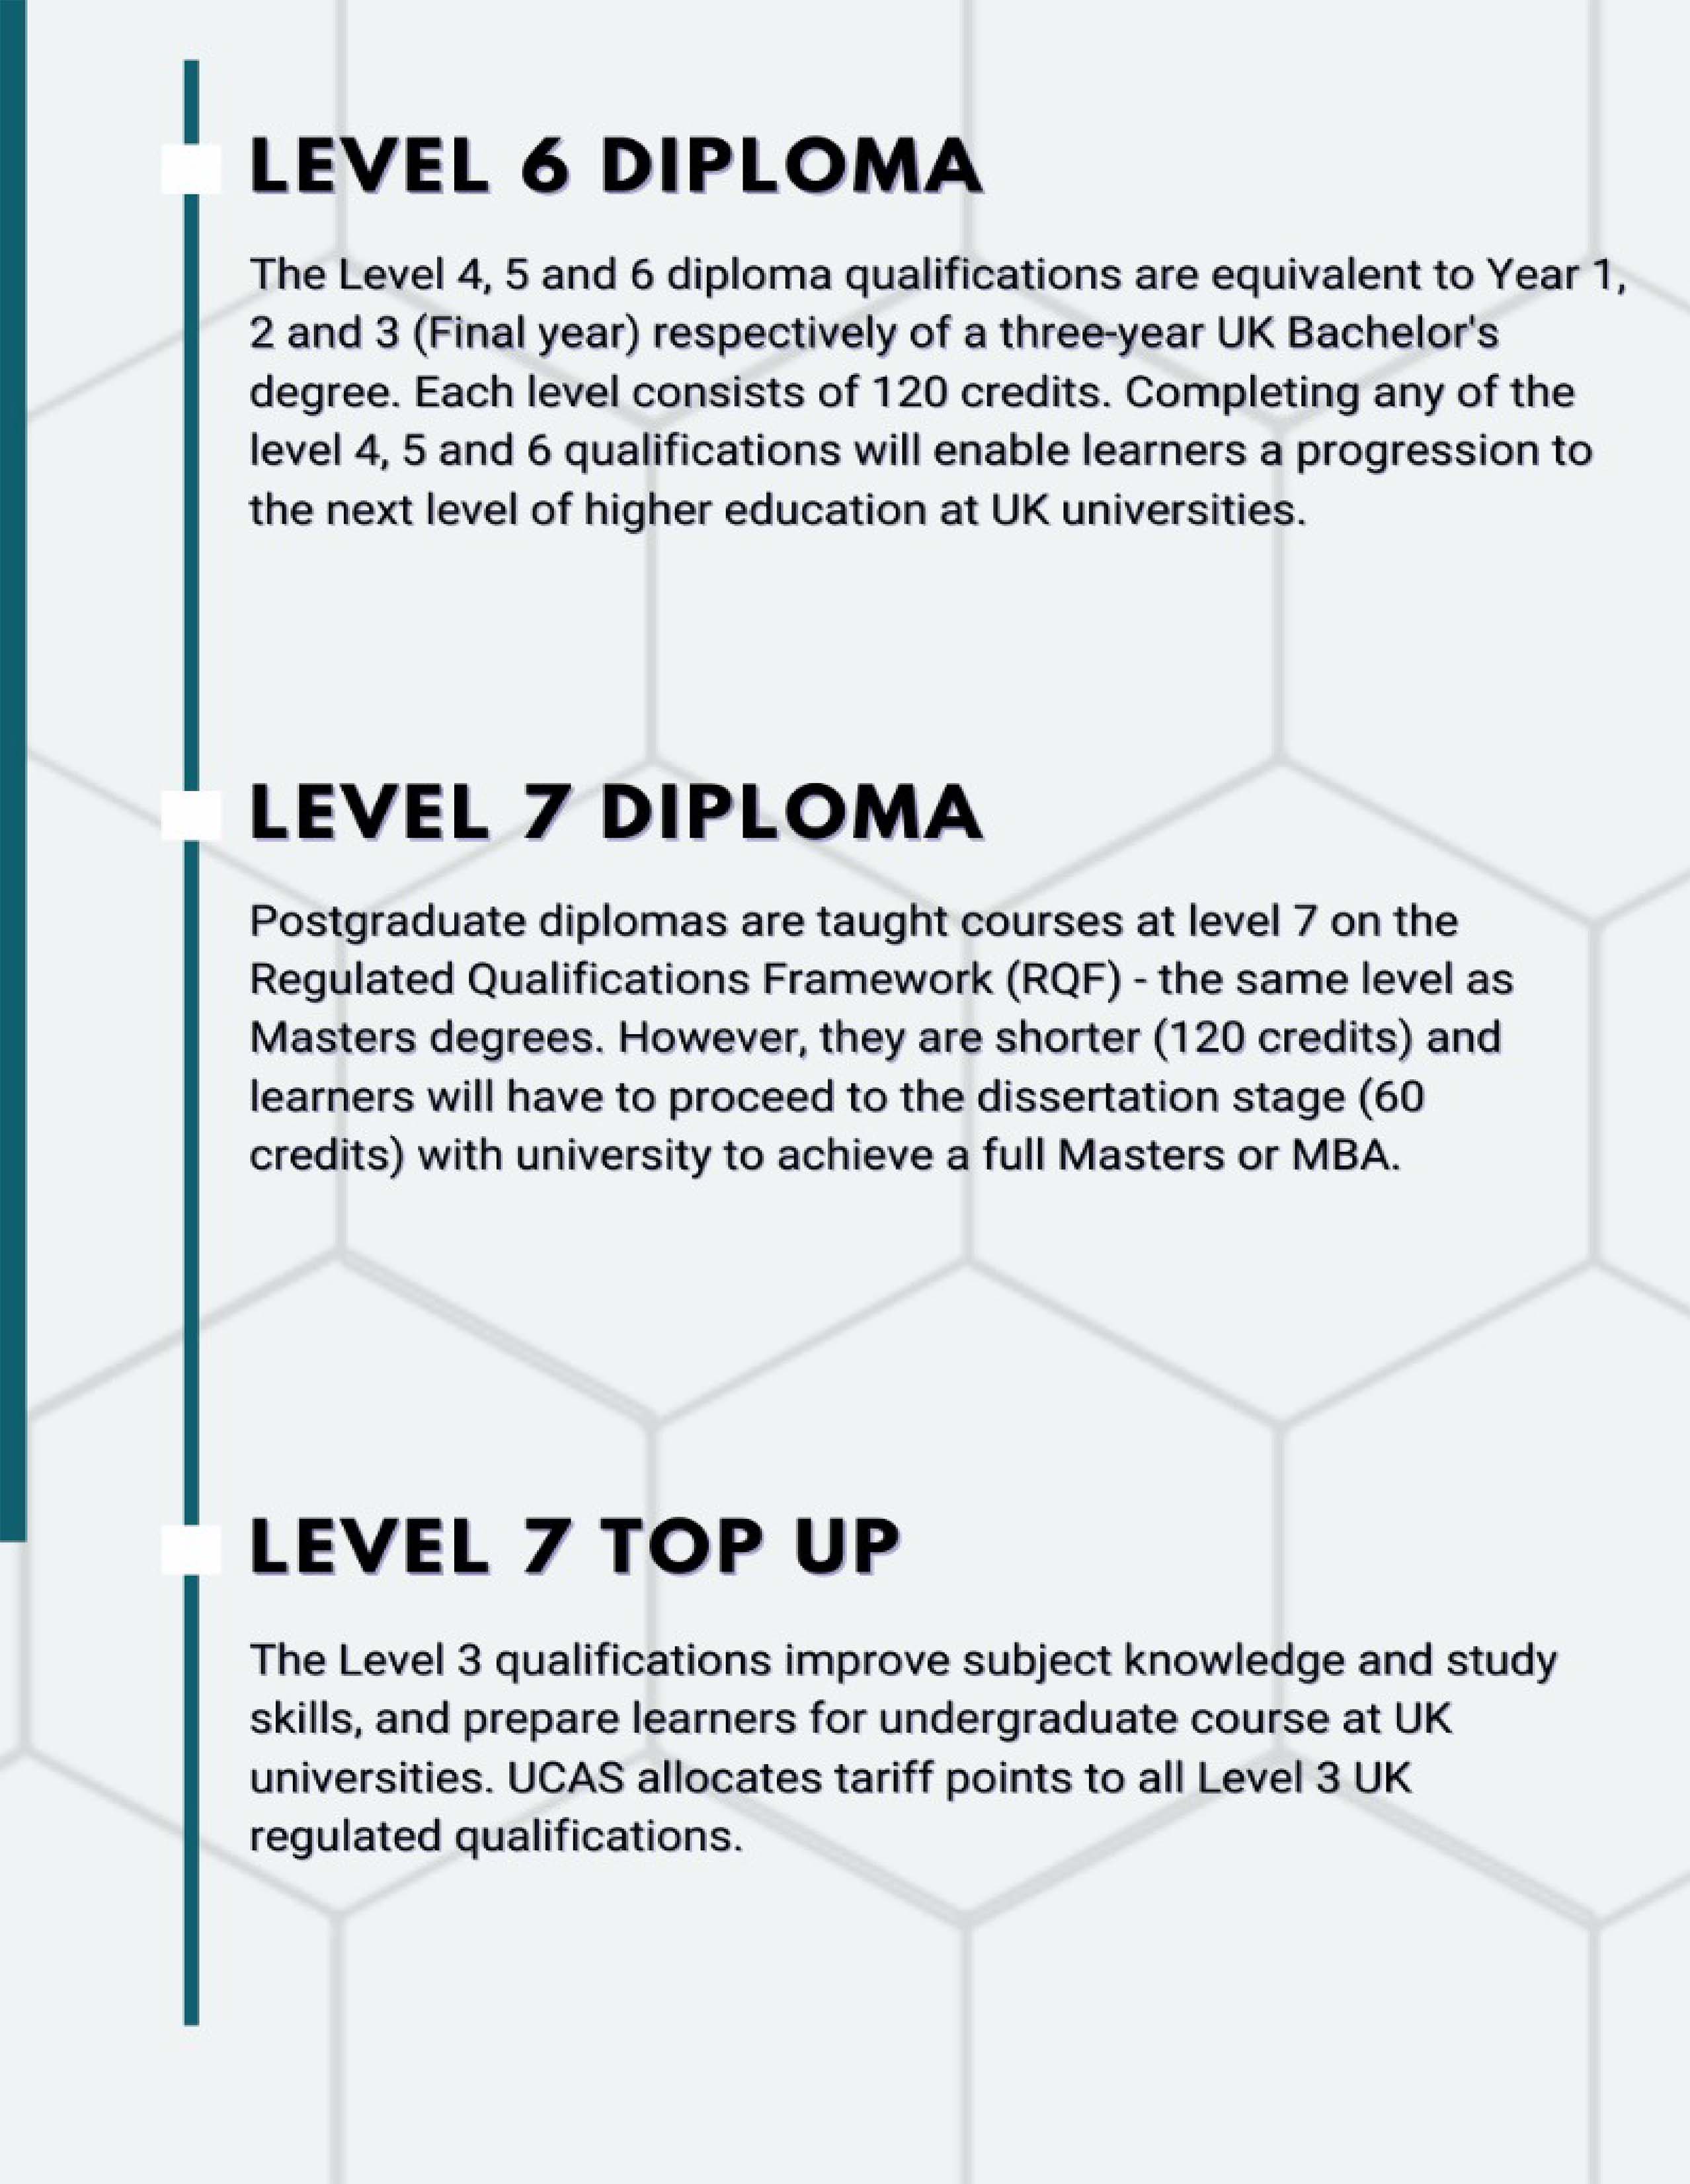 LEVEL 6 DIPLOMA
The Level 4, 5 and 6 diploma qualifications are equivalent to Year 1,
2 and 3 (Final year) respectively of a three-year UK Bachelor's
degree. Each level consists of 120 credits. Completing any of the
level 4, 5 and 6 qualifications will enable learners a progression to
the next level of higher education at UK universities.
LEVEL 7 DIPLOMA
Postgraduate diplomas are taught courses at level 7 on the
Regulated Qualifications Framework (RQF) - the same level as
Masters degrees. However, they are shorter (120 credits) and
learners will have to proceed to the dissertation stage (60
credits) with university to achieve a full Masters or MBA.
LEVEL 7 TOP UP
The Level 3 qualifications improve subject knowledge and study
skills, and prepare learners for undergraduate course at UK
universities. UCAS allocates tariff points to all Level 3 UK
regulated qualifications.